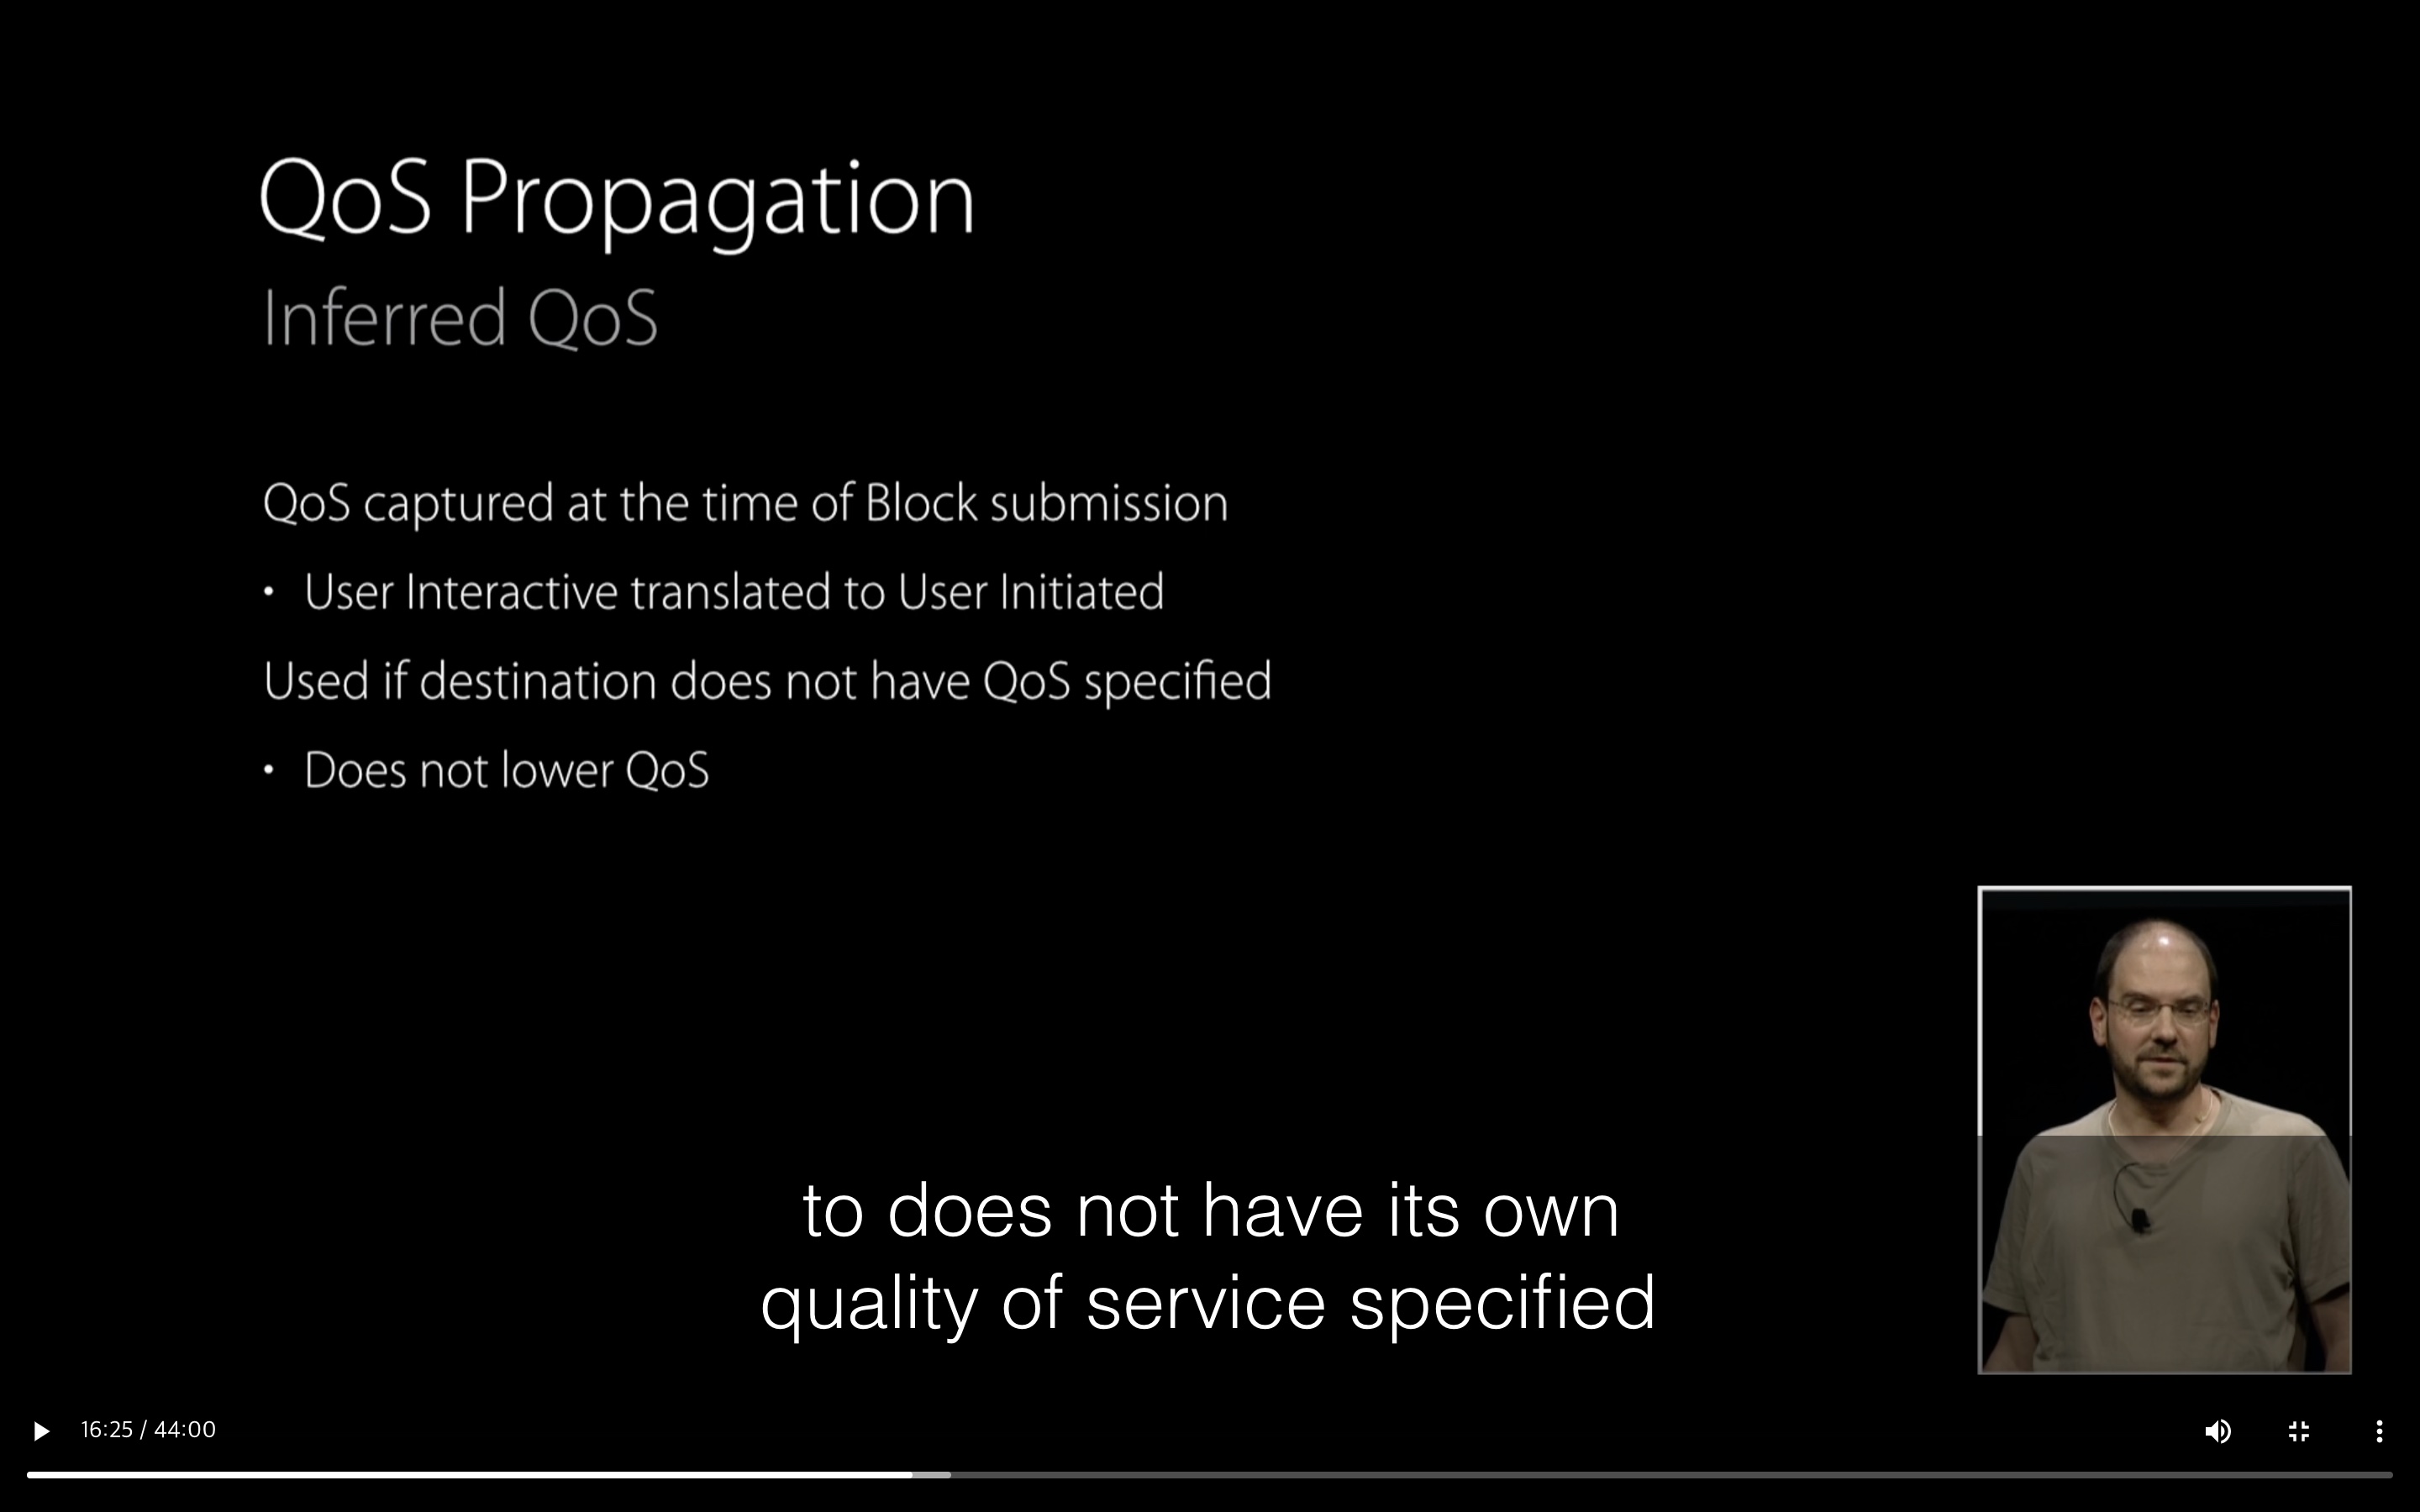 QoS Propagation
Inferred QoS
QoS captured at the time of Block submission
• User Interactive translated to User Initiated
Used if destination does not have QoS specified
• Does not lower QoS
to does not have its own
quality of service specified
16:25 / 44:00